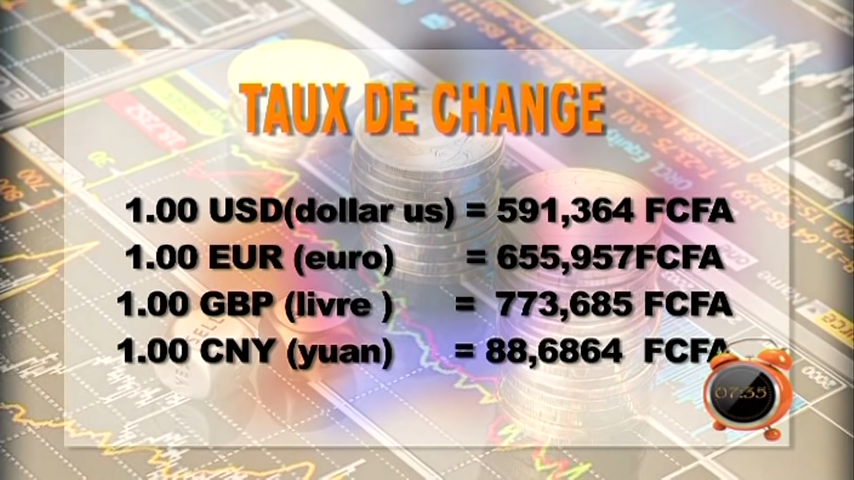 TAUX DE CHANGE
1.00 USD(dollar us) = 591,364 FCFA
1.00 EUR (euro) = 655,957FCFA
1.00 GBP (livre ) = 773,685 FCFA
1.00 CNY (yuan) = 88,6864 FCFA
07:35